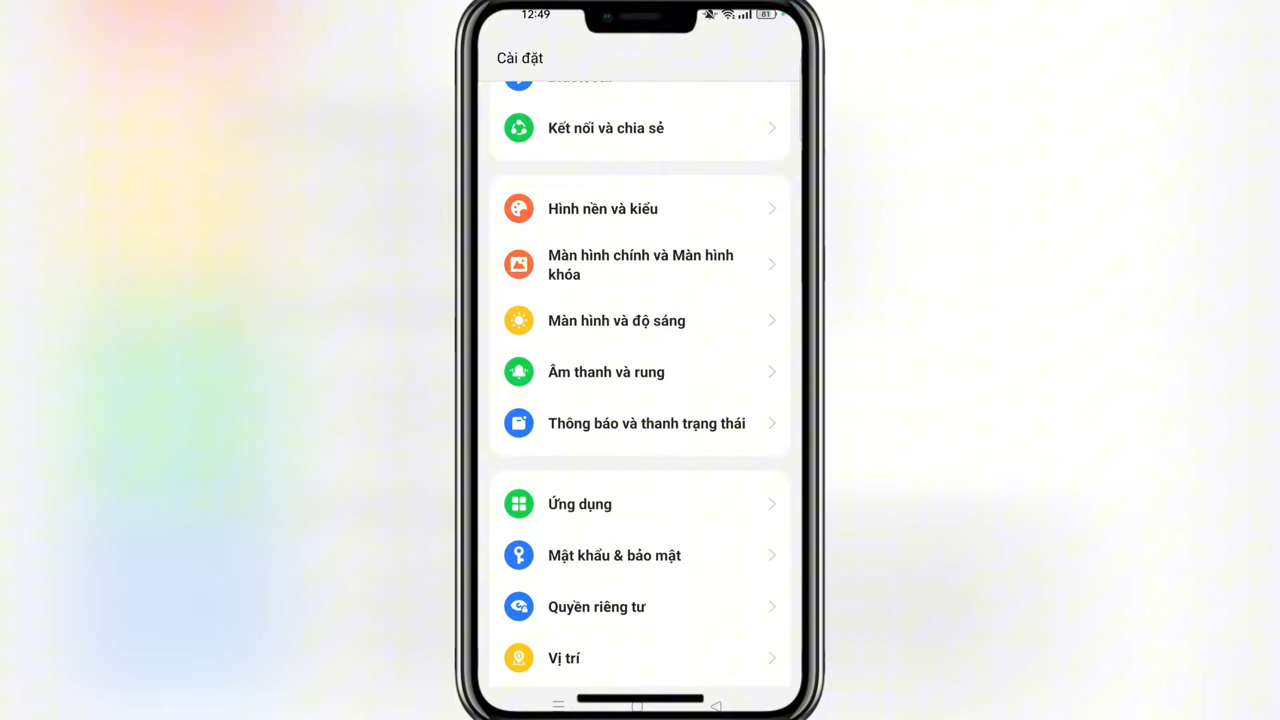 12:49
81
Cài đặt
Kết nối và chia sẻ
Hình nền và kiểu
Màn hình chính và Màn hình
khóa
Màn hình và độ sáng
Âm thanh và rung
Thông báo và thanh trạng thái
Ứng dụng
Mật khẩu & bảo mật
Quyền riêng tư
Vị trí